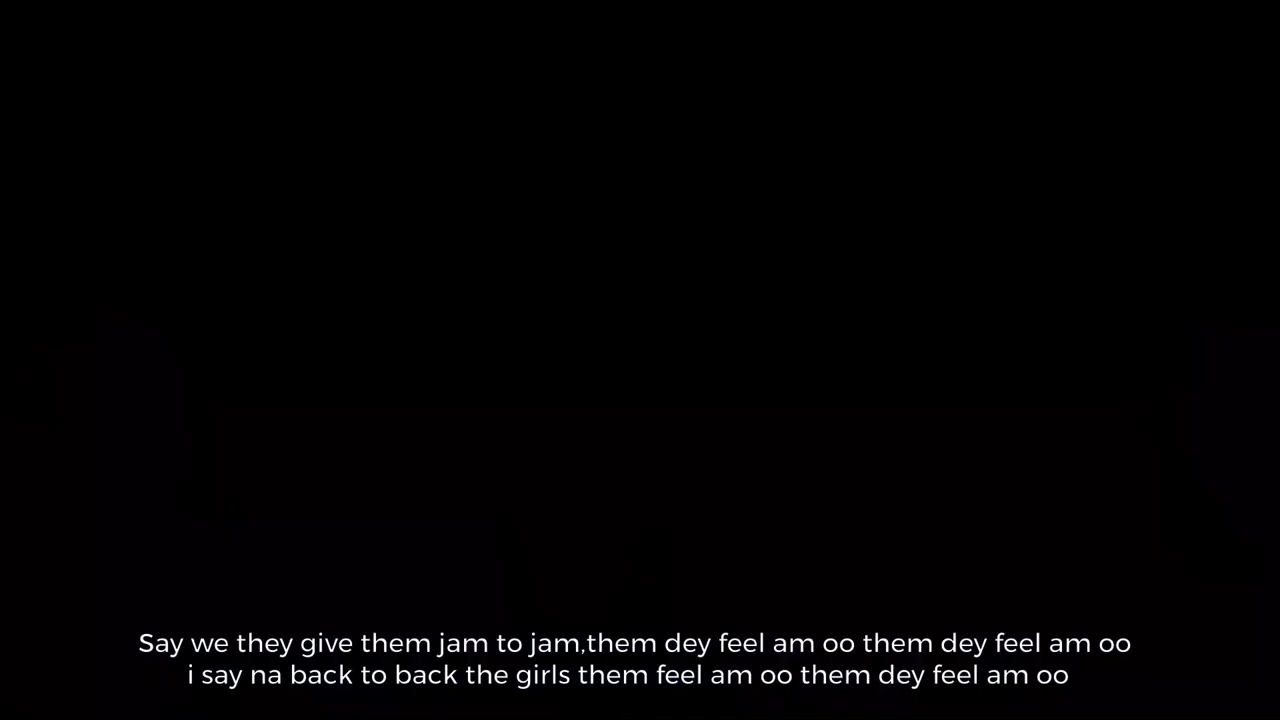 Say we they give them jam to jam,them dey feel am oo them dey feel am oo
i say na back to back the girls them feel am oo them dey feel am oo